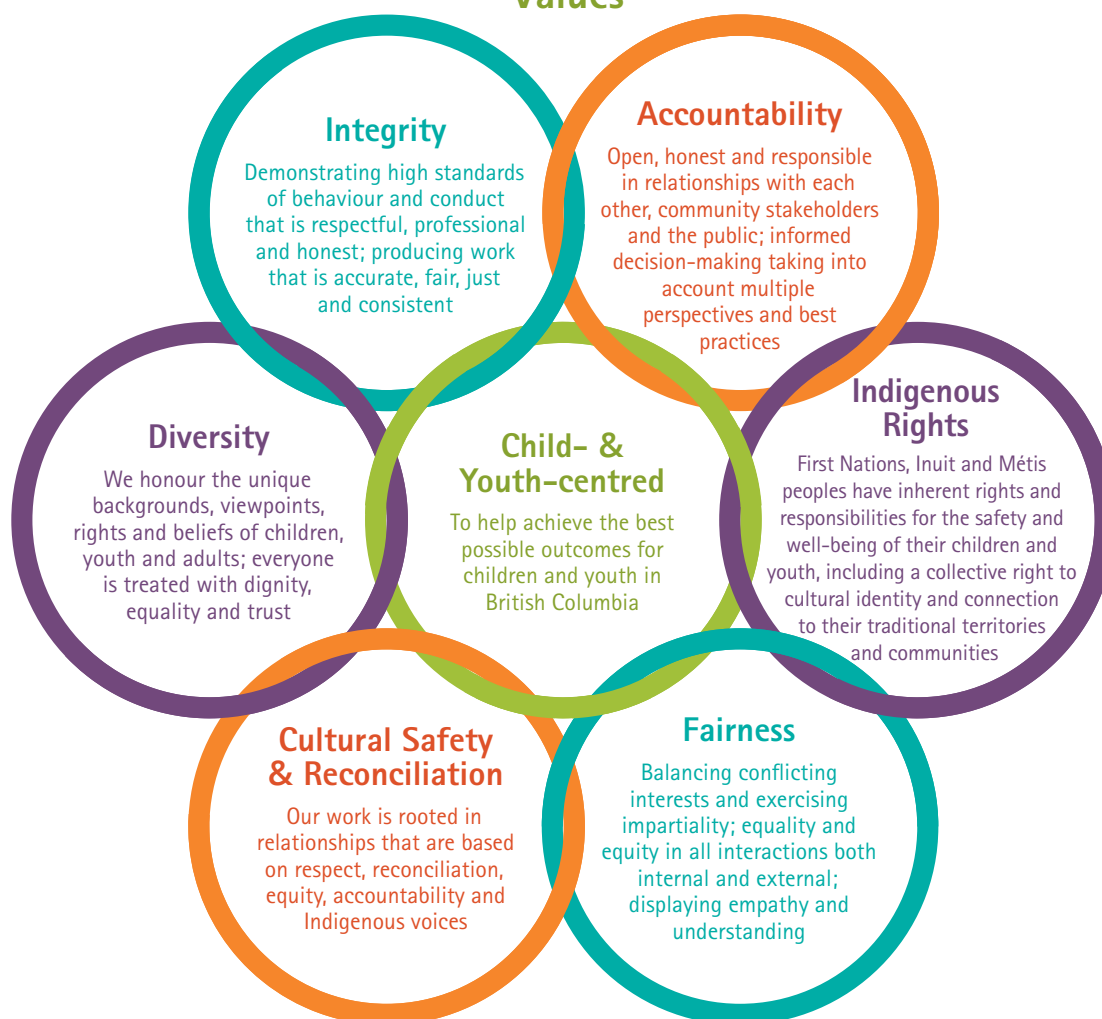 Values
Integrity
Demonstrating high standards
of behaviour and conduct
that is respectful, professional
and honest; producing work
that is accurate, fair, just
and consistent
Accountability
Open, honest and responsible
in relationships with each
other, community stakeholders
and the public; informed
decision-making taking into
account multiple
perspectives and best
practices
Diversity
We honour the unique
backgrounds, viewpoints,
rights and beliefs of children,
youth and adults; everyone
is treated with dignity,
equality and trust
Child- &
Youth-centred
To help achieve the best
possible outcomes for
children and youth in
British Columbia
Indigenous
Rights
First Nations, Inuit and Métis
peoples have inherent rights and
responsibilities for the safety and
well-being of their children and
youth, including a collective right to
cultural identity and connection
to their traditional territories
and communities
Cultural Safety
& Reconciliation
Our work is rooted in
relationships that are based
on respect, reconciliation,
equity, accountability and
Indigenous voices
Fairness
Balancing conflicting
interests and exercising
impartiality; equality and
equity in all interactions both
internal and external;
displaying empathy and
understanding